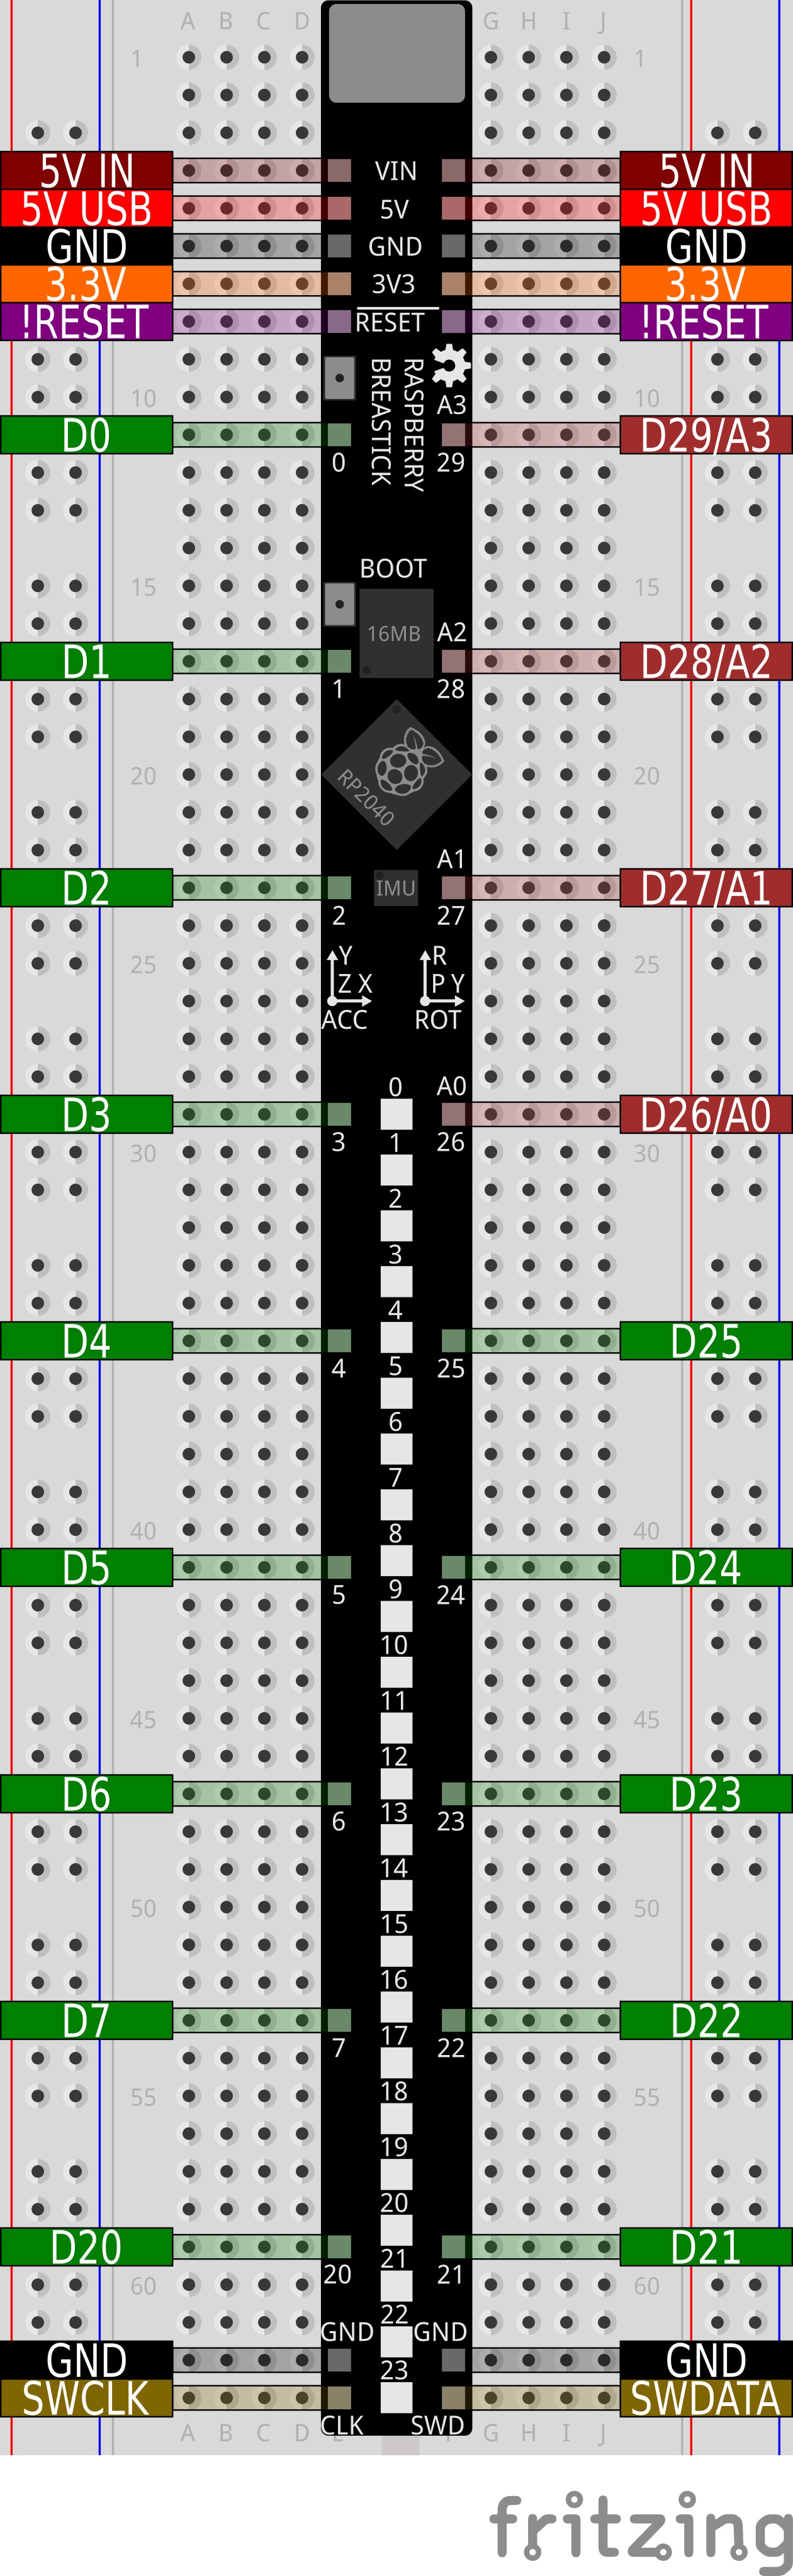 A B C D G H I J
1 1
5V IN VIN 5V IN
5V USB 5V 5V USB
GND GND GND
3.3V 3V3 3.3V
!RESET RESET !RESET
RASPBERRY
BREASTICK
10 A3 10
D0 D29/A3
0 29
BOOT
15 15
16MB A2
D1 D28/A2
1 28
RP2040
20 20
A1
D2 IMU D27/A1
2 27
Y R
25 Z X P Y 25
ACC ROT
0 A0
D3 D26/A0
3 1 26
30 30
2
3
4
D4 D25
4 5 25
6
7
40 8 40
D5 D24
5 9 24
10
11
45 45
12
D6 D23
6 13 23
14
50 50
15
16
D7 D22
7 17 22
18
55 55
19
20
D20 D21
21
20 21
60 60
22
GND GND
GND GND
23
SWCLK SWDATA
CLK SWD
A B C D G H I J
fritzing